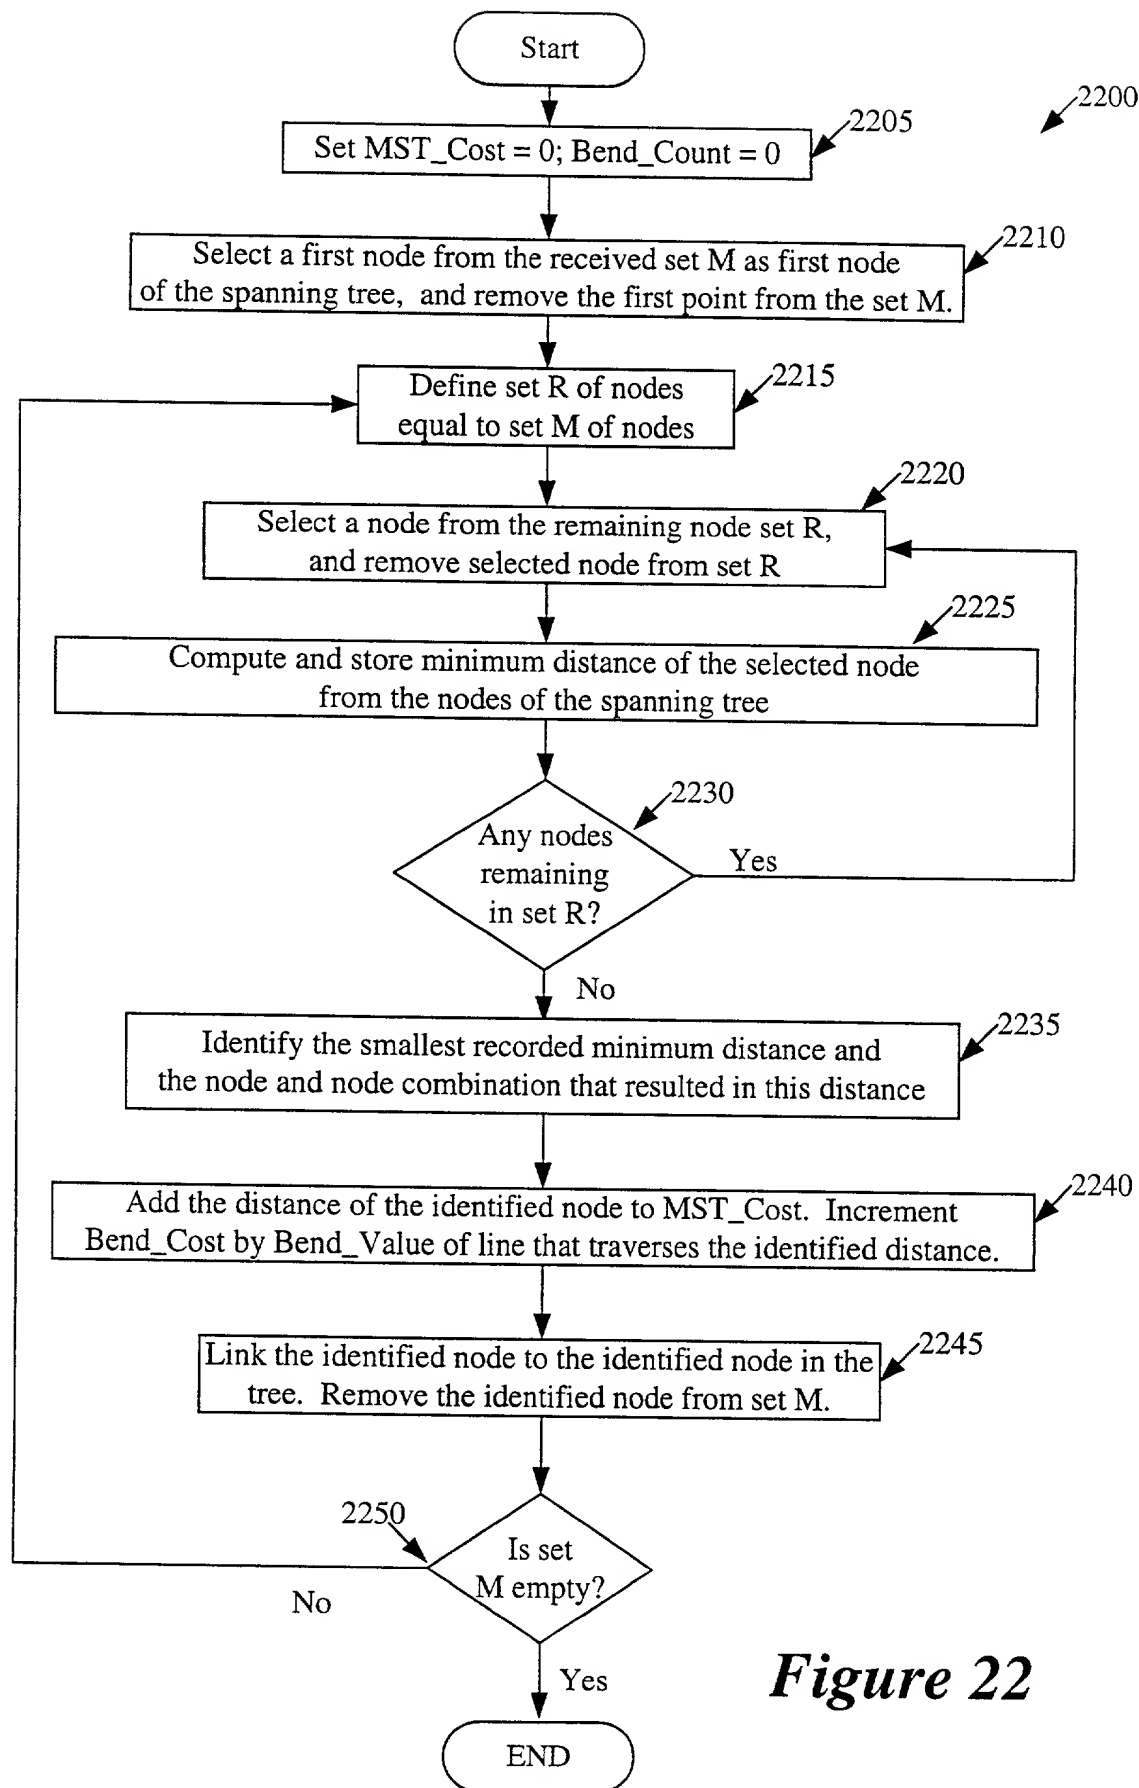 Start
2200
2205
Set MST_Cost = 0; Bend_Count = 0
2210
Select a first node from the received set M as first node
of the spanning tree, and remove the first point from the set M.
2215
Define set R of nodes
equal to set M of nodes
2220
Select a node from the remaining node set R,
and remove selected node from set R
2225
Compute and store minimum distance of the selected node
from the nodes of the spanning tree
2230
Any nodes
remaining
in set R?
Yes
No
2235
Identify the smallest recorded minimum distance and
the node and node combination that resulted in this distance
2240
Add the distance of the identified node to MST_Cost. Increment
Bend_Cost by Bend_Value of line that traverses the identified distance.
2245
Link the identified node to the identified node in the
tree. Remove the identified node from set M.
2250
Is set
M empty?
No
Yes
Figure 22
END